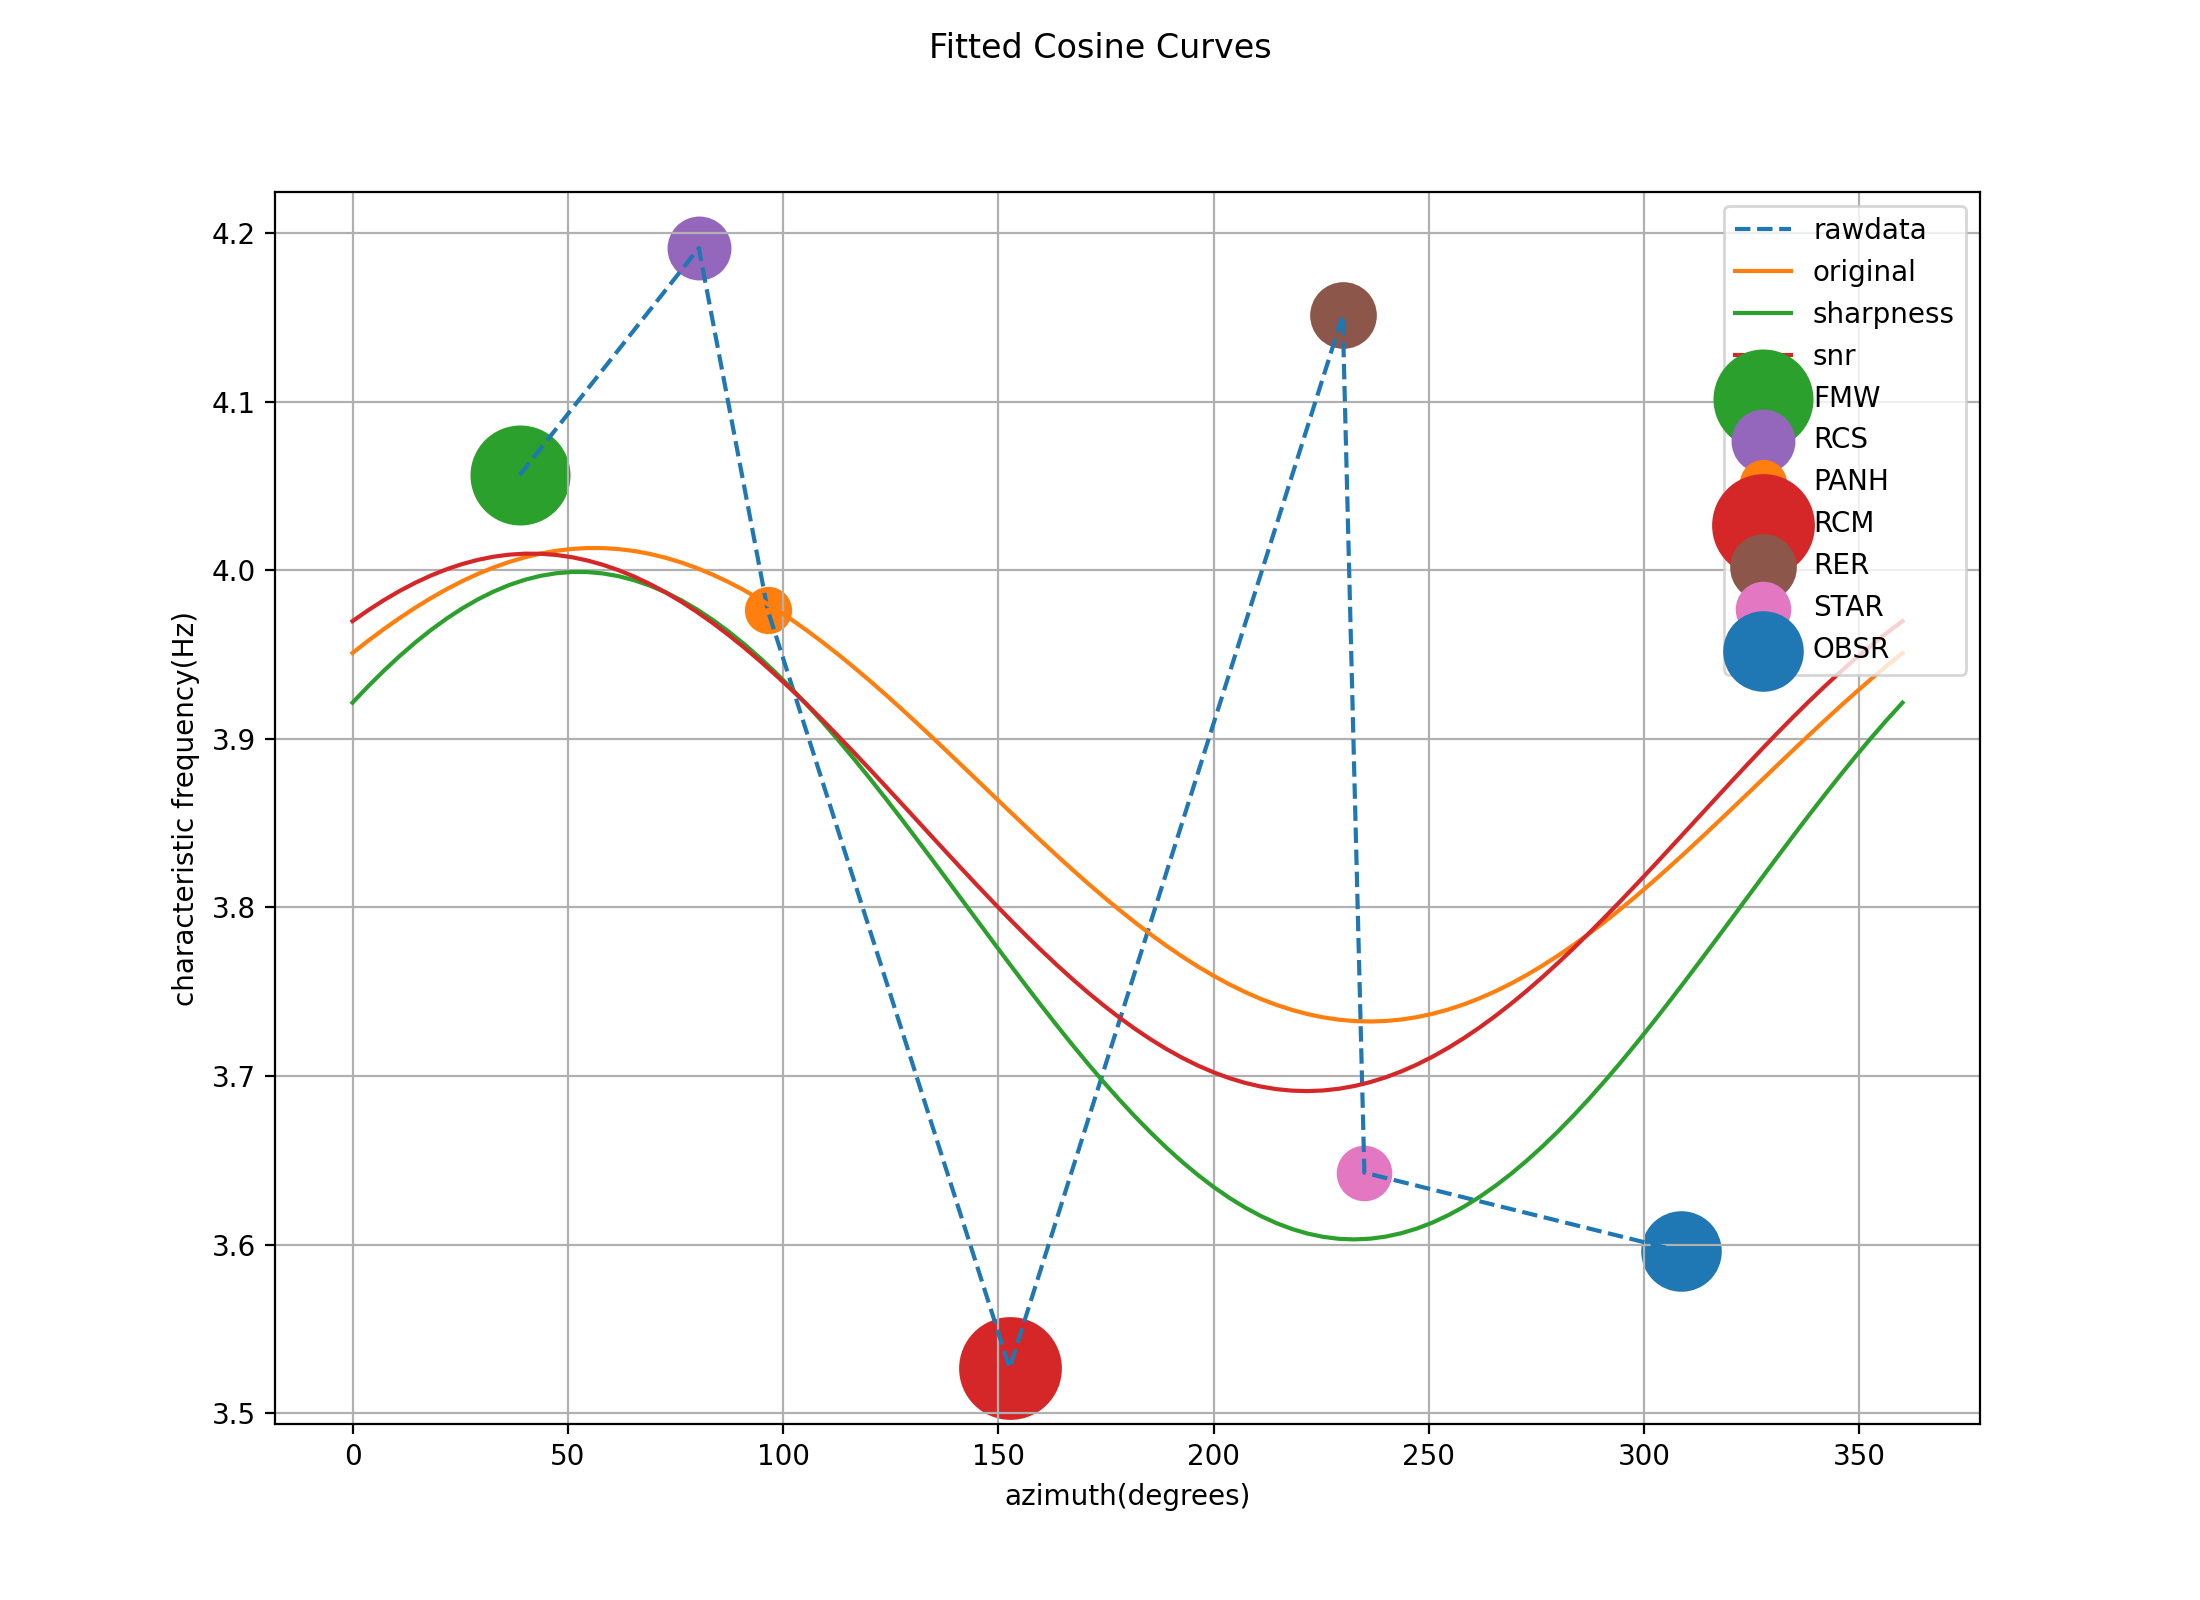 Fitted Cosine Curves
4.2
4.1
4.0
3.9
3.8
3.7
3.6
3.5
characteristic frequency(Hz)
rawdata
original
sharpness
snr
FMW
RCS
PANH
RCM
RER
STAR
OBSR
0 50 100 150 200 250 300 350
azimuth(degrees)